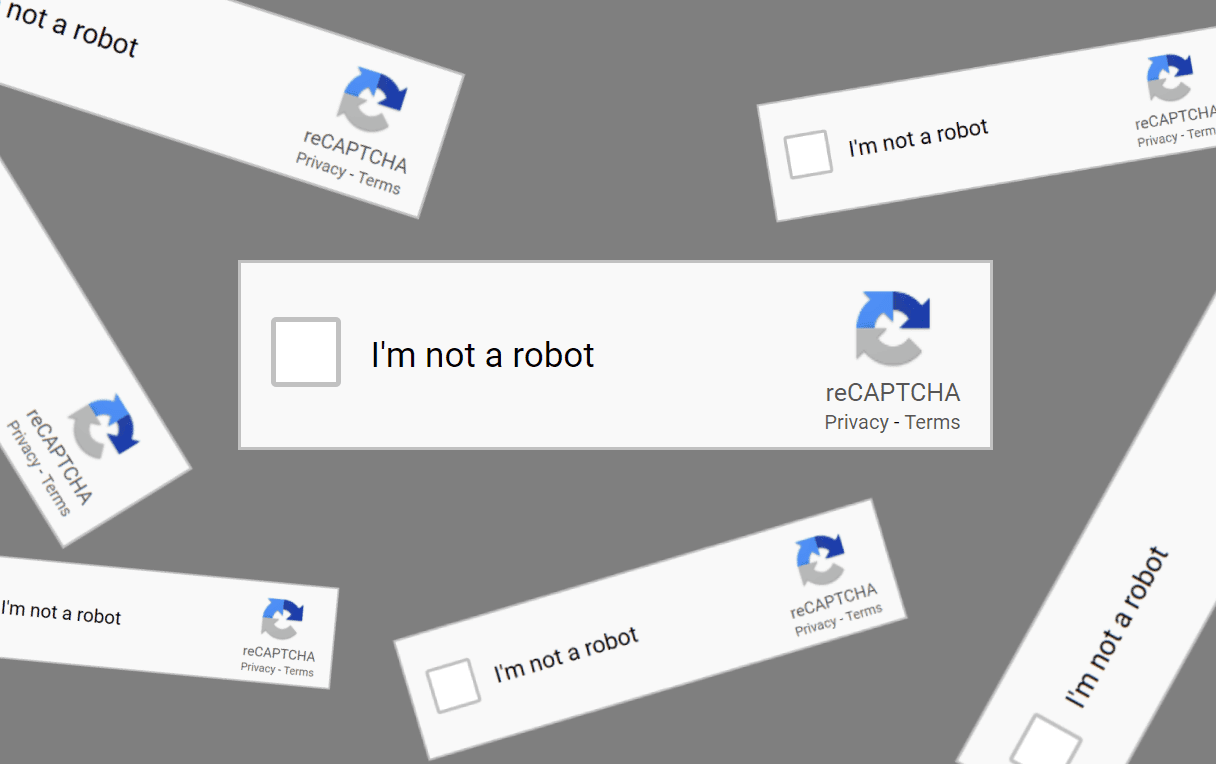 not a robot
reCAPTCHA
Privacy - Terms
I'm not a robot
reCAPTCHA
Privacy - Term
I'm not a robot
reCAPTCHA
Privacy - Terms
reCAPTCHA
Privacy - Terms
I'm not a robot
reCAPTCHA
Privacy - Terms
I'm not a robot
reCAPTCHA
Privacy - Terms
I'm not a robot